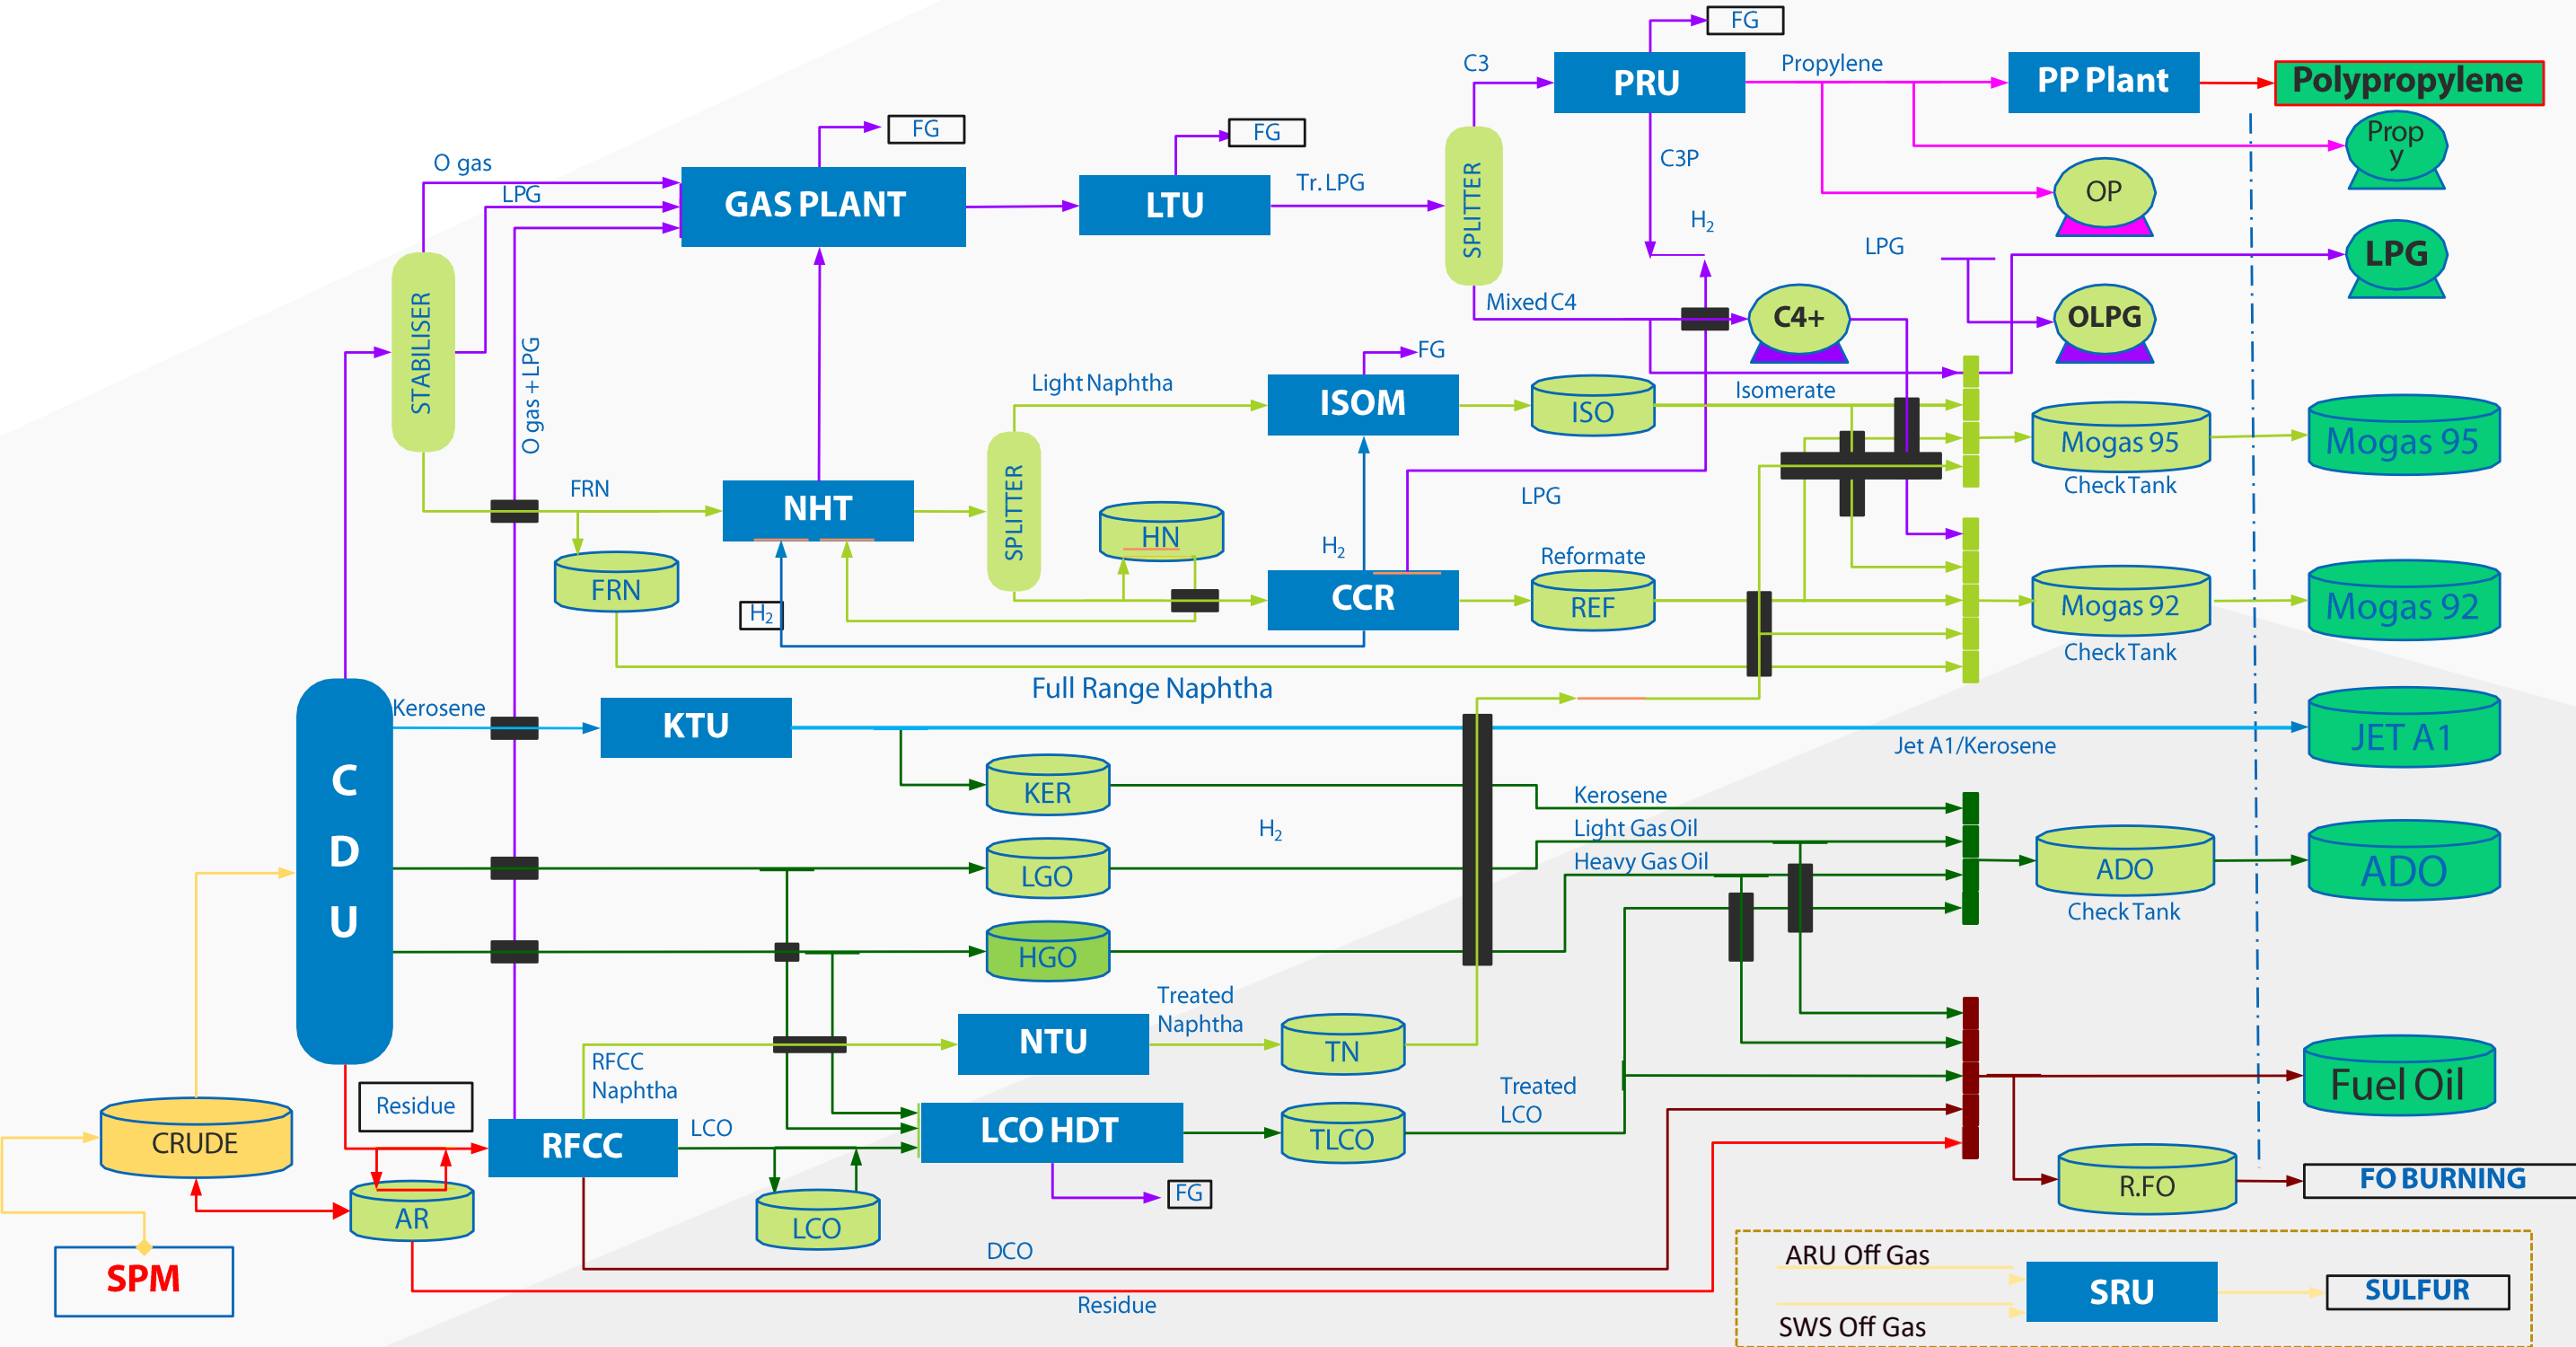 FG
C3
PRU
Propylene
PP Plant
Polypropylene
FG
FG
Prop
y
O gas
LPG
GAS PLANT
LTU
Tr. LPG
SPLITTER
C3P
OP
H2
LPG
LPG
STABILISER
O gas + LPG
Mixed C4
C4+
OLPG
FG
Light Naphtha
ISOM
ISO
Isomerate
Mogas 95
Check Tank
Mogas 95
FRN
NHT
SPLITTER
HN
LPG
H2
Reformate
FRN
H2
CCR
REF
Mogas 92
Check Tank
Mogas 92
Full Range Naphtha
Kerosene
KTU
Jet A1/Kerosene
JET A1
C
D
U
KER
Kerosene
H2
Light Gas Oil
Heavy Gas Oil
LGO
ADO
Check Tank
ADO
HGO
Treated
Naphtha
NTU
TN
RFCC
Naphtha
Residue
CRUDE
RFCC
LCO
LCO HDT
TLCO
Treated
LCO
Fuel Oil
R.FO
FO BURNING
FG
AR
LCO
DCO
SPM
Residue
ARU Off Gas
SRU
SULFUR
SWS Off Gas